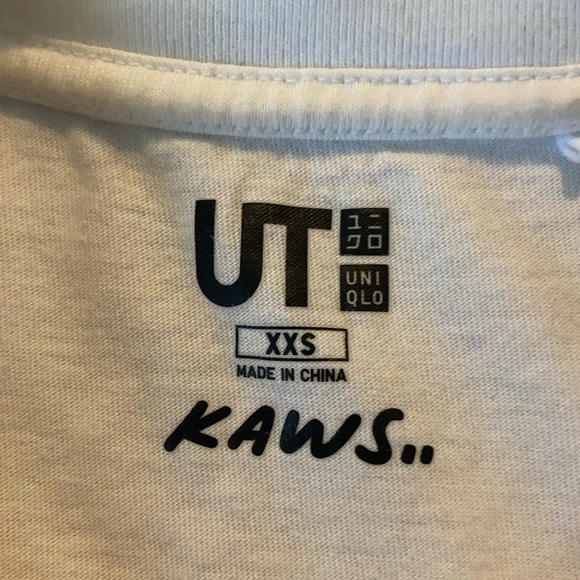 UT
ユニ
クロ
UNI
QLO
XXS
MADE IN CHINA
KAWS..